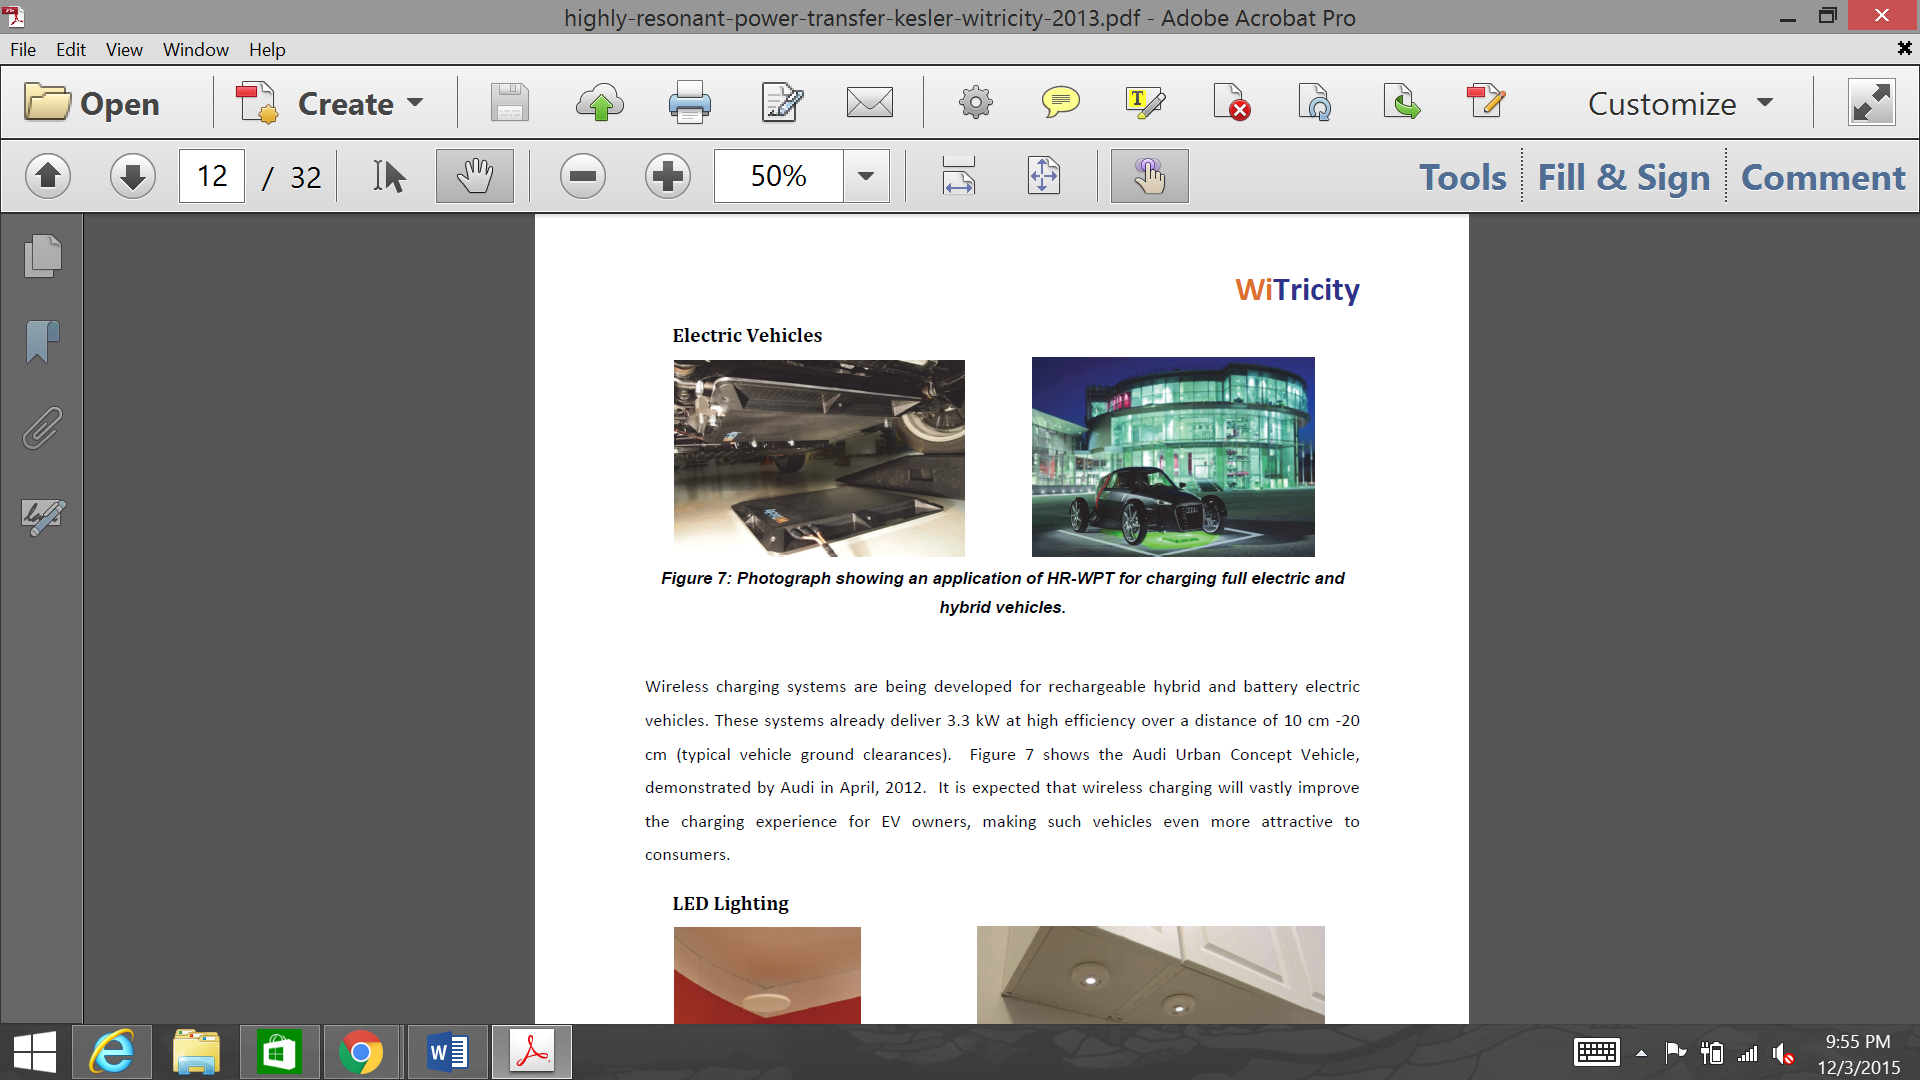 highly-resonant-power-transfer-kesler-witricity-2013.pdf - Adobe Acrobat Pro
File Edit View Window Help
Open Create Customize
12 / 32 50% Tools Fill & Sign Comment
WiTricity
Electric Vehicles
Figure 7: Photograph showing an application of HR-WPT for charging full electric and
hybrid vehicles.
Wireless charging systems are being developed for rechargeable hybrid and battery electric
vehicles. These systems already deliver 3.3 kW at high efficiency over a distance of 10 cm -20
cm (typical vehicle ground clearances).  Figure 7 shows the Audi Urban Concept Vehicle,
demonstrated by Audi in April, 2012.  It is expected that wireless charging will vastly improve
the charging experience for EV owners, making such vehicles even more attractive to
consumers.
LED Lighting
9:55 PM
12/3/2015